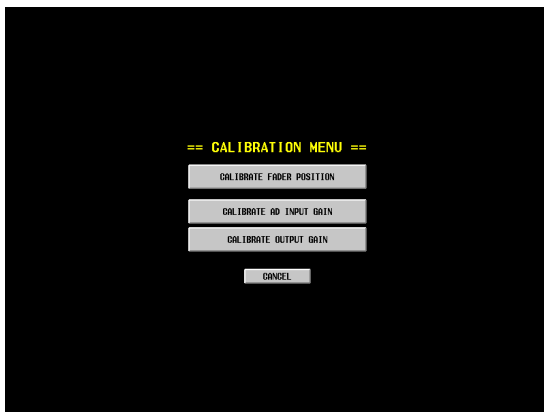 == CALIBRATION MENU ==
CALIBRATE FADER POSITION
CALIBRATE AD INPUT GAIN
CALIBRATE OUTPUT GAIN
CANCEL